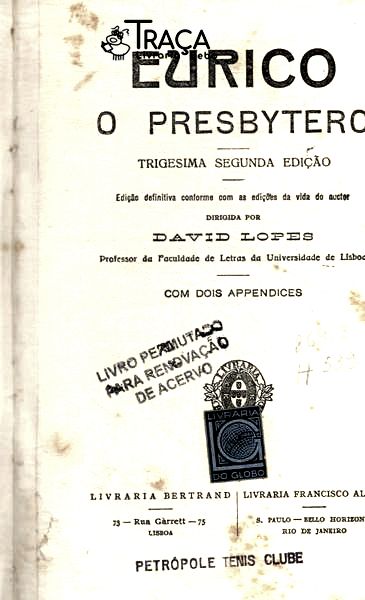 TRAÇA
EURICO
O PRESBYTERO
TRIGESIMA SEGUNDA EDIÇÃO
Edição definitiva conforme com as edições da vida do auctor
DIRIGIDA POR
DAVID LOPES
Professor da Faculdade de Letras da Universidade de Lisboa
COM DOIS APPENDICES
LIVRO PERMUTADO
PARA RENOVAÇÃO
DE ACERVO
LIVRARIA
LIVRARIA
LG
DO GLOBO
LIVRARIA BERTRAND
73 — Rua Gàrrett — 75
LISBOA
LIVRARIA FRANCISCO AL
S. PAULO — BELLO HORIZON
RIO DE JANEIRO
PETRÓPOLE TENIS CLUBE